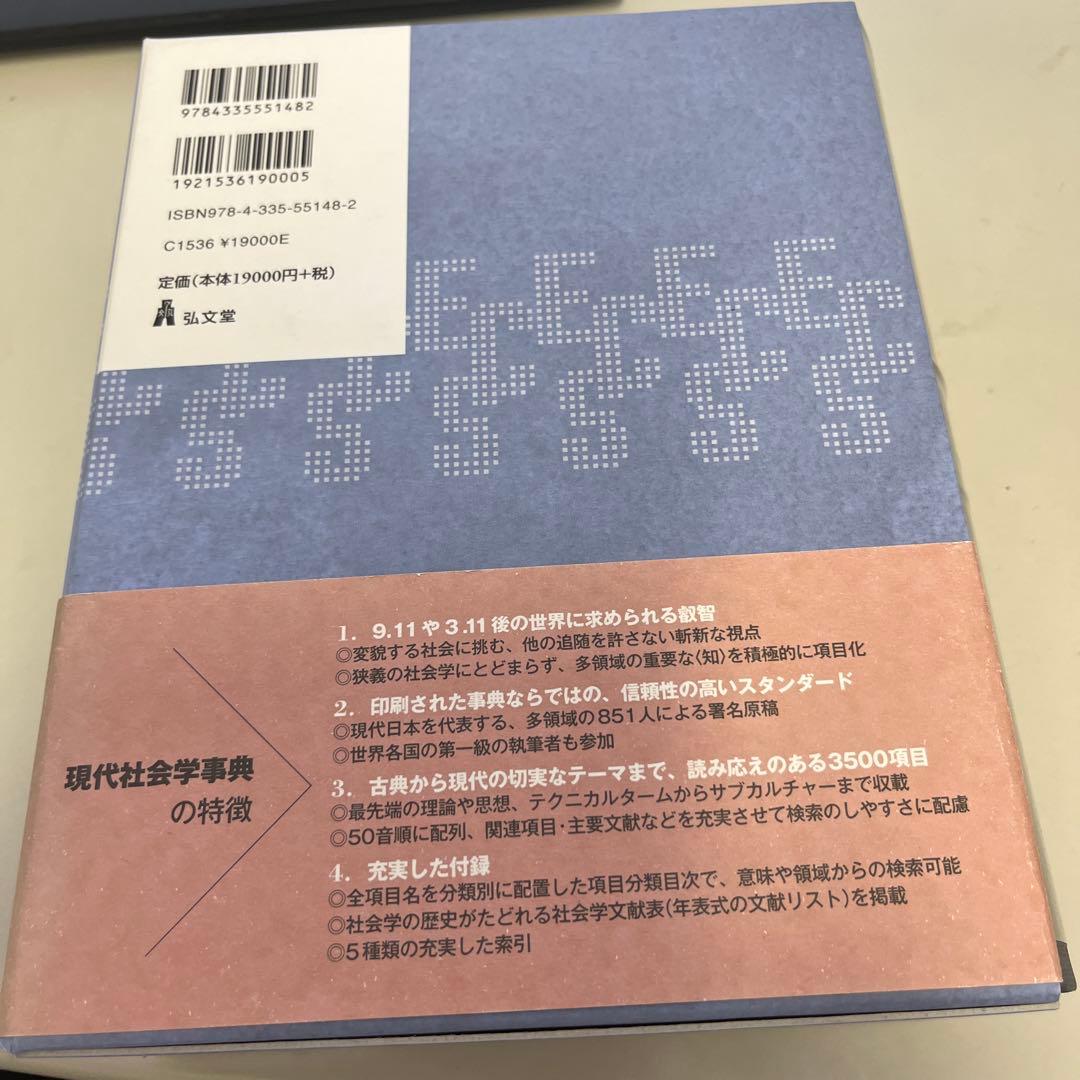 9784335551482
1921536190005
ISBN978-4-335-55148-2
C1536 ¥19000E
定価(本体19000円+税)
弘文堂
現代社会学事典
の特徴
1. 9.11や3.11後の世界に求められる叡智
◎変貌する社会に挑む、他の追随を許さない斬新な視点
◎狭義の社会学にとどまらず、多領域の重要な〈知〉を積極的に項目化
2. 印刷された事典ならではの、信頼性の高いスタンダード
◎現代日本を代表する、多領域の851人による署名原稿
◎世界各国の第一級の執筆者も参加
3. 古典から現代の切実なテーマまで、読み応えのある3500項目
◎最先端の理論や思想、テクニカルタームからサブカルチャーまで収載
◎50音順に配列、関連項目・主要文献などを充実させて検索のしやすさに配慮
4. 充実した付録
◎全項目名を分類別に配置した項目分類目次で、意味や領域からの検索可能
◎社会学の歴史がたどれる社会学文献表(年表式の文献リスト)を掲載
◎5種類の充実した索引